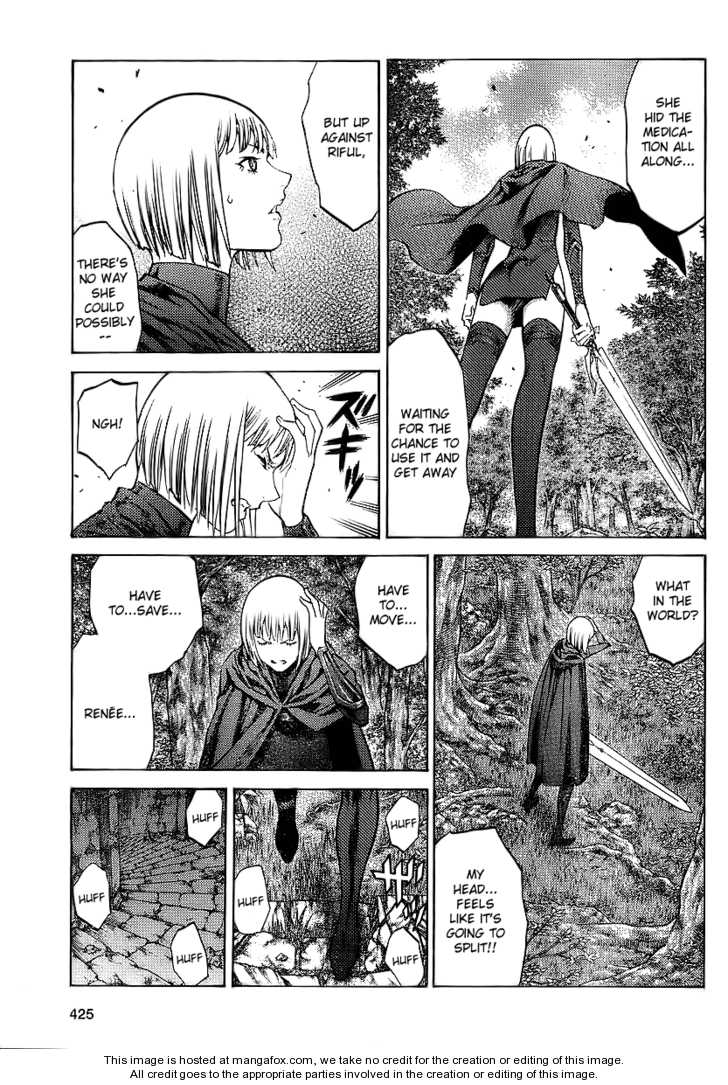 SHE
HID THE
MEDICA-
TION ALL
ALONG...
WAITING
FOR THE
CHANCE TO
USE IT AND
GET AWAY
BUT UP
AGAINST
RIFUL,
THERE'S
NO WAY
SHE
COULD
POSSIBLY
--
ズキッ
NGH!
WHAT
IN THE
WORLD?
MY
HEAD...
FEELS
LIKE IT'S
GOING TO
SPLIT!!
HAVE
TO...
MOVE...
HAVE
TO...SAVE...
RENÉE...
HUFF
HUFF
HUFF
HUFF
HUFF
HUFF
425
This image is hosted at mangafox.com, we take no credit for the creation or editing of this image.
All credit goes to the appropriate parties involved in the creation or editing of this image.